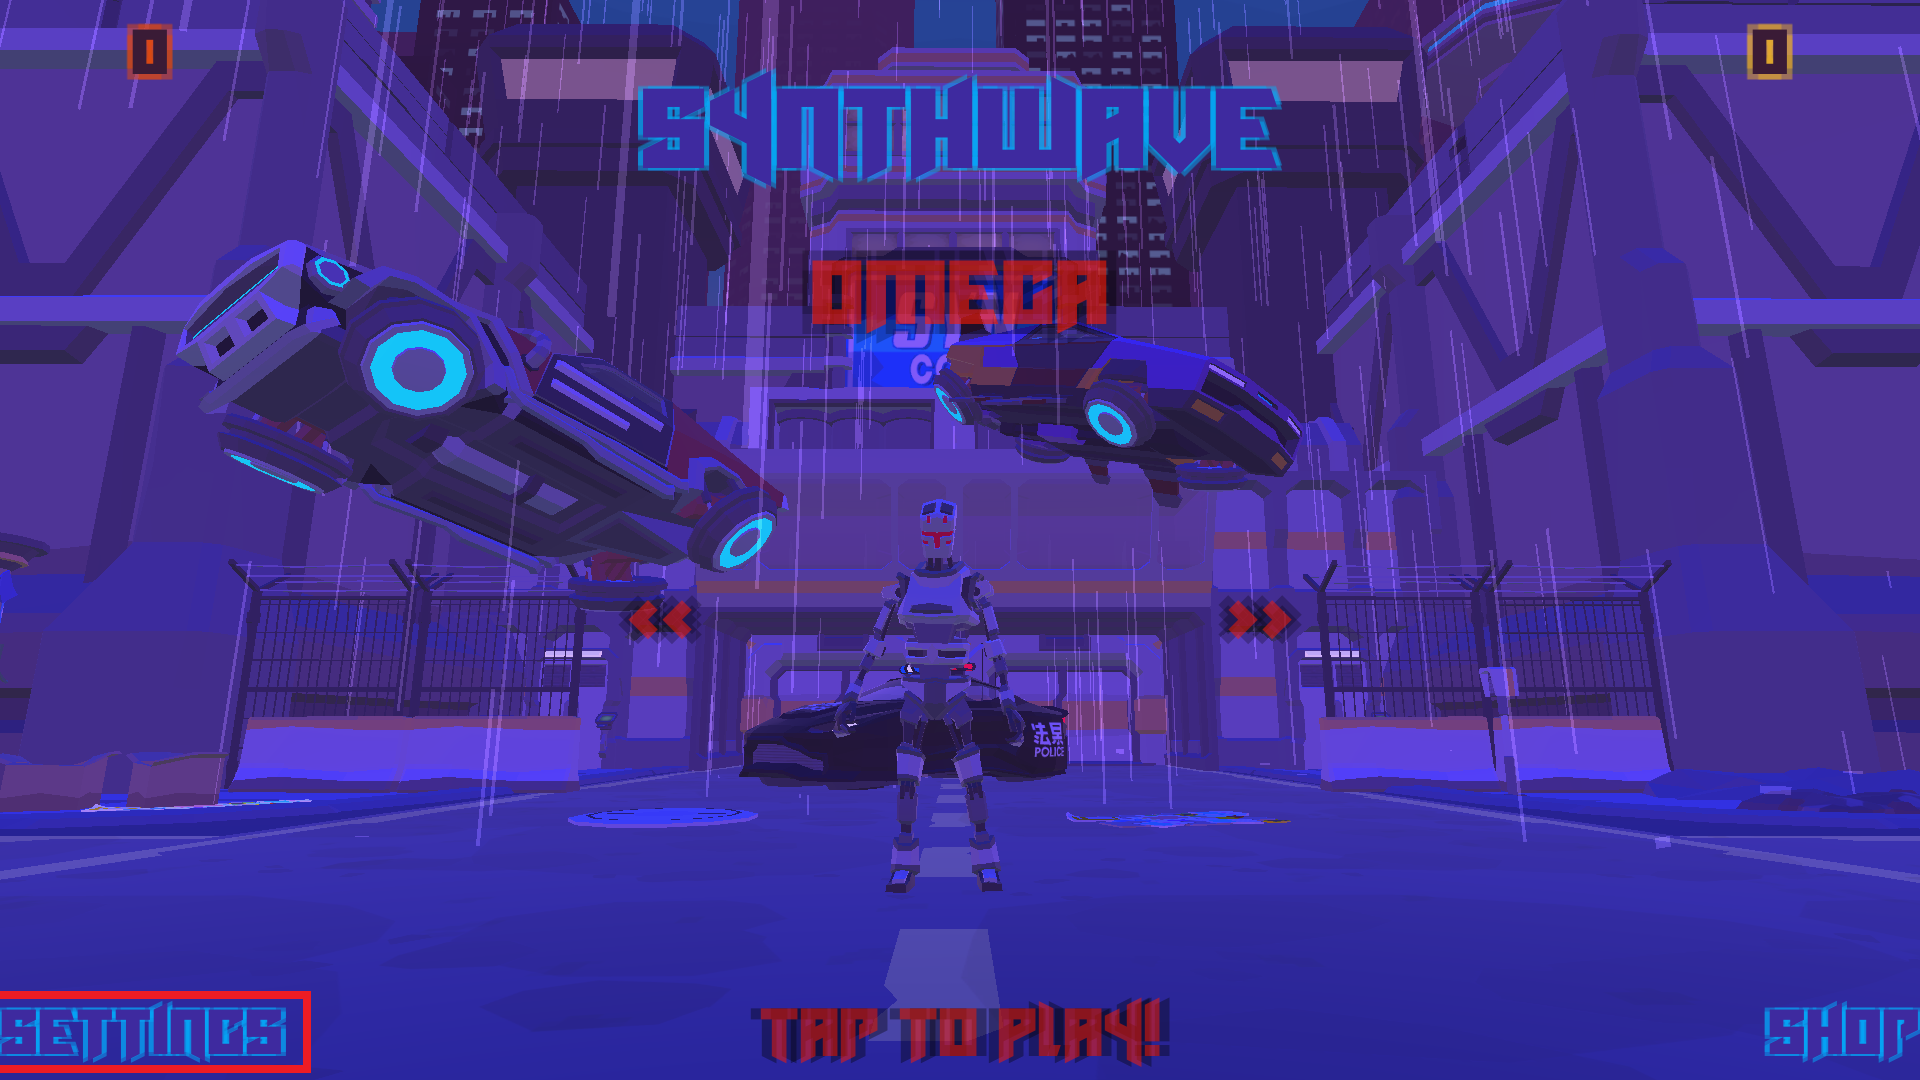 0
0
SYNTHWAVE
OMEGA
POLICE
SETTINGS
TAP TO PLAY!!
SHOP